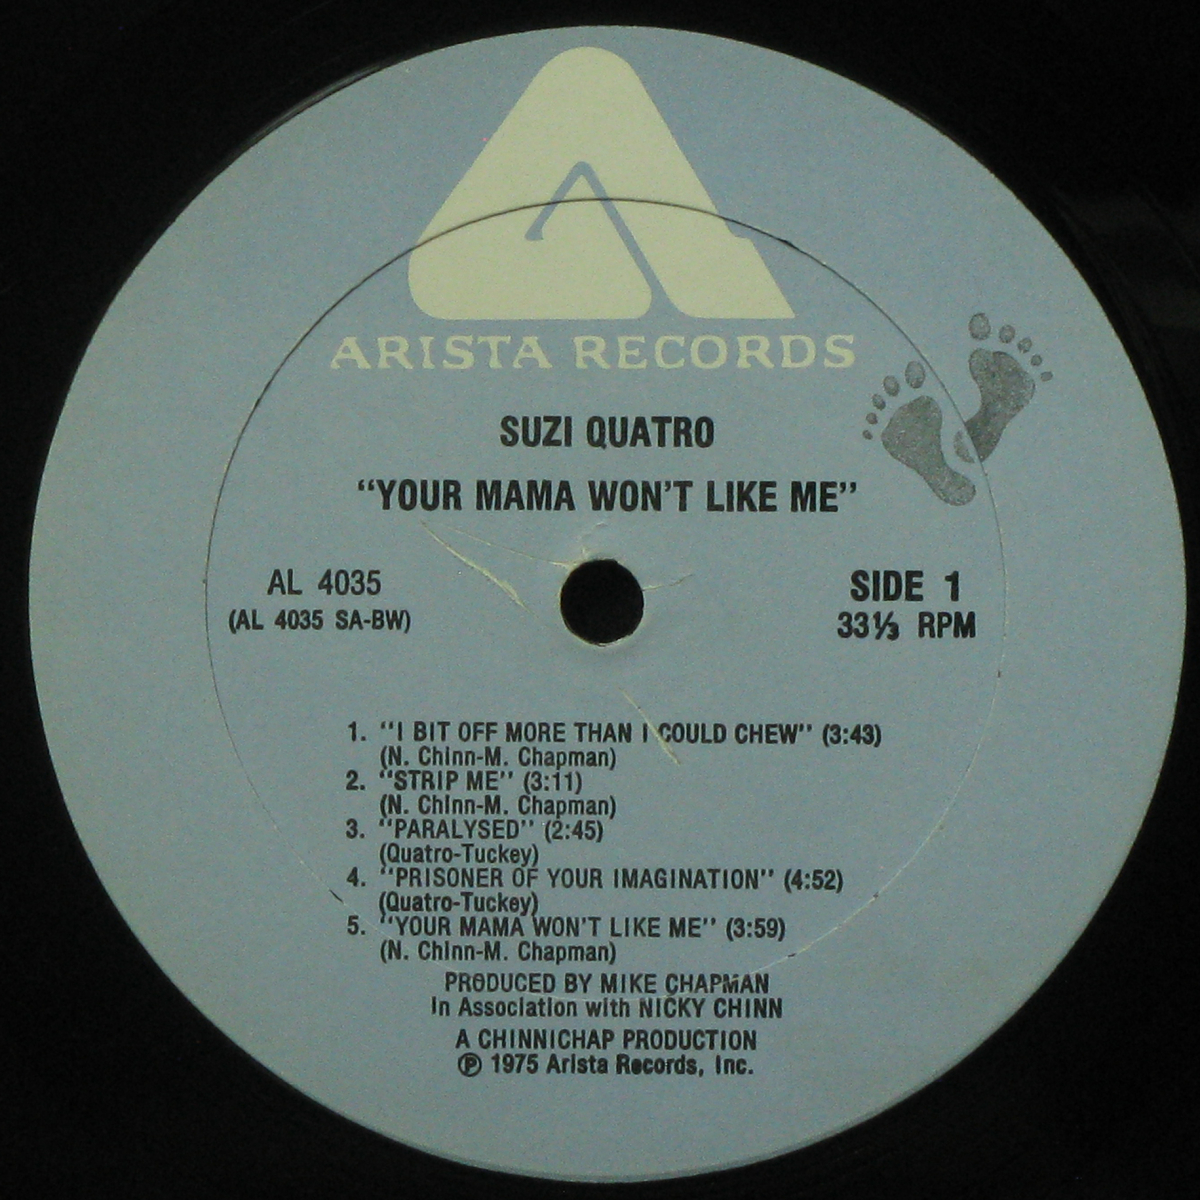 ARISTA RECORDS
SUZI QUATRO
“YOUR MAMA WON'T LIKE ME”
AL 4035
(AL 4035 SA-BW)
SIDE 1
33⅓ RPM
1. "I BIT OFF MORE THAN I COULD CHEW" (3:43)
(N. Chinn-M. Chapman)
2. "STRIP ME" (3:11)
(N. Chinn-M. Chapman)
3. "PARALYSED" (2:45)
(Quatro-Tuckey)
4. "PRISONER OF YOUR IMAGINATION" (4:52)
(Quatro-Tuckey)
5. "YOUR MAMA WON'T LIKE ME" (3:59)
(N. Chinn-M. Chapman)
PRODUCED BY MIKE CHAPMAN
In Association with NICKY CHINN
A CHINNICHAP PRODUCTION
℗ 1975 Arista Records, Inc.